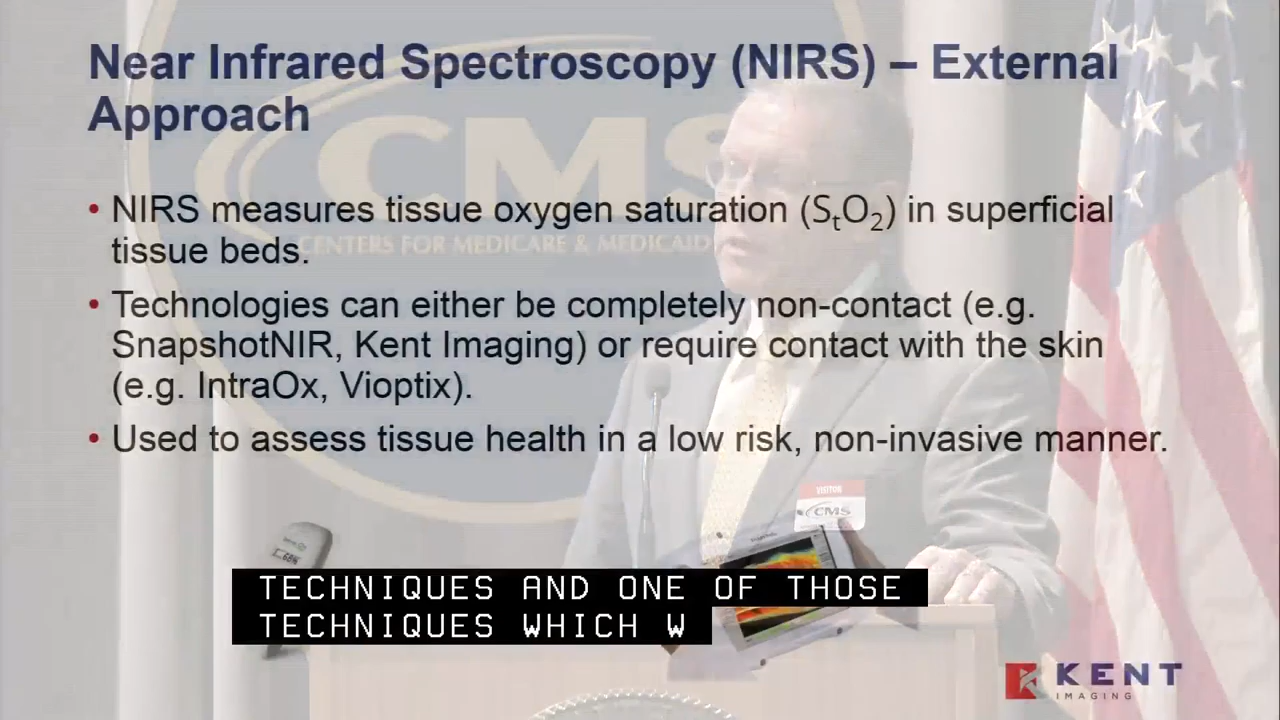 Near Infrared Spectroscopy (NIRS) – External
Approach
CMS
• NIRS measures tissue oxygen saturation (StO2) in superficial
tissue beds.
CENTERS FOR MEDICARE & MEDICAID
• Technologies can either be completely non-contact (e.g.
SnapshotNIR, Kent Imaging) or require contact with the skin
(e.g. IntraOx, Vioptix).
• Used to assess tissue health in a low risk, non-invasive manner.
VISITOR
CMS
68%
TECHNIQUES AND ONE OF THOSE
TECHNIQUES WHICH W
KENT
IMAGING